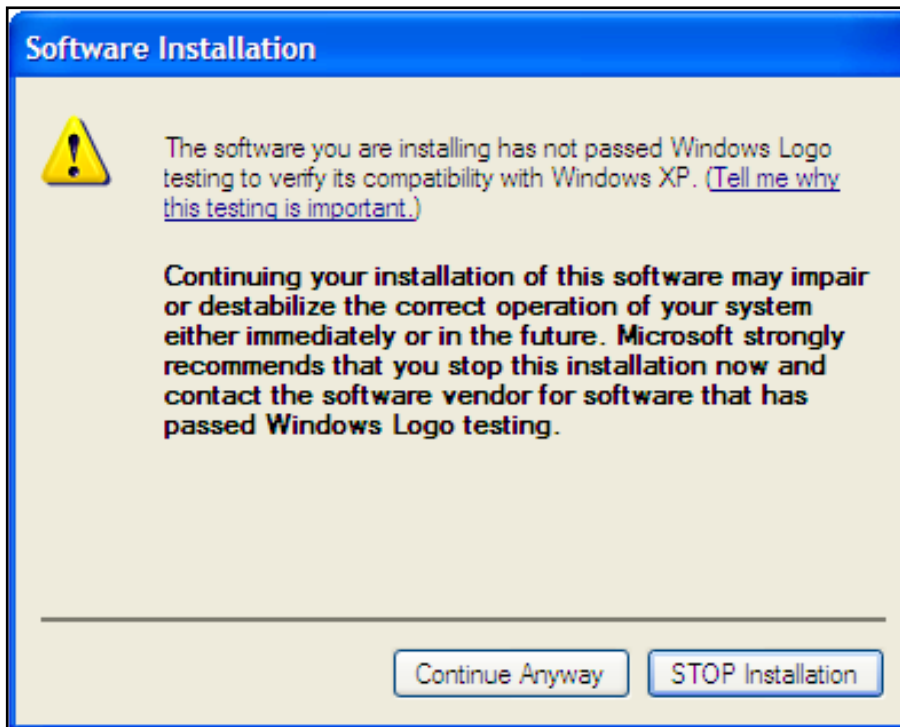 Software Installation
The software you are installing has not passed Windows Logo
testing to verify its compatibility with Windows XP. (Tell me why
this testing is important.)
Continuing your installation of this software may impair
or destabilize the correct operation of your system
either immediately or in the future. Microsoft strongly
recommends that you stop this installation now and
contact the software vendor for software that has
passed Windows Logo testing.
Continue Anyway
STOP Installation